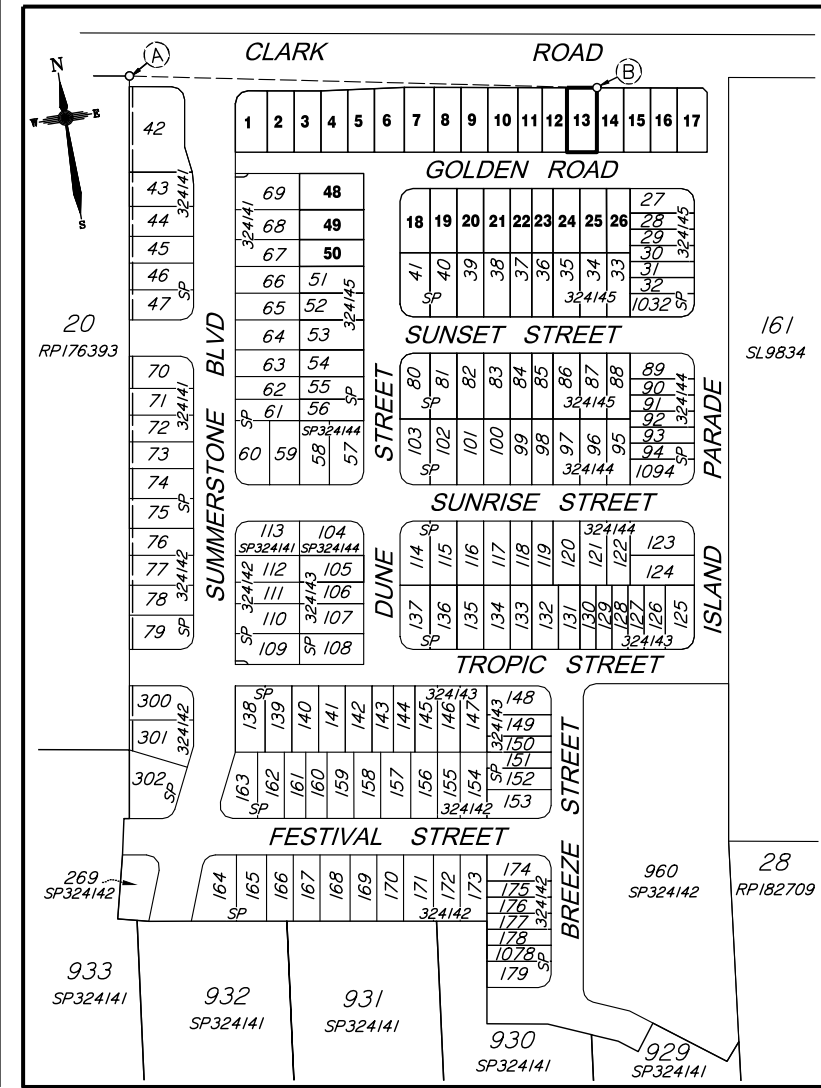 CLARK ROAD
A
B
N
W E
S
42
1 2 3 4 5 6 7 8 9 10 11 12 13 14 15 16 17
GOLDEN ROAD
43
44
45
46
47
324141
SP
69
68
67
324141
66
65
64
63
62
61
SP
60 59
48
49
50
51
52
53
54
55
56
324145
SP
SP324144
58 57
18 19 20 21 22 23 24 25 26
41 40 39 38 37 36 35 34 33
SP
324145
27
28
29
30
31
32
1032
324145
SP
20
RP176393
161
SL9834
SUMMERSTONE BLVD
SUNSET STREET
70
71
72
73
74
75
76
77
78
79
324141
SP
324142
SP
80 81 82 83 84 85 86 87 88
SP
324145
103 102 101 100 99 98 97 96 95
SP
324144
89
90
91
92
93
94
1094
324144
SP
DUNE STREET
ISLAND PARADE
SUNRISE STREET
113
SP324141
112
111
110
109
324142
SP
104
SP324144
105
106
107
108
324143
SP
SP
324144
114 115 116 117 118 119 120 121 122
123
124
137 136 135 134 133 132 131 130 129 128 127 126 125
SP
324143
TROPIC STREET
300
301
302
324142
SP
SP
324143
138 139 140 141 142 143 144 145 146 147
163 162 161 160 159 158 157 156 155 154
SP
324142
148
149
150
151
152
153
324143
SP
BREEZE STREET
FESTIVAL STREET
269
SP324142
164 165 166 167 168 169 170 171 172 173
SP
324142
174
175
176
177
178
1078
179
324142
SP
960
SP324142
28
RP182709
933
SP324141
932
SP324141
931
SP324141
930
SP324141
929
SP324141